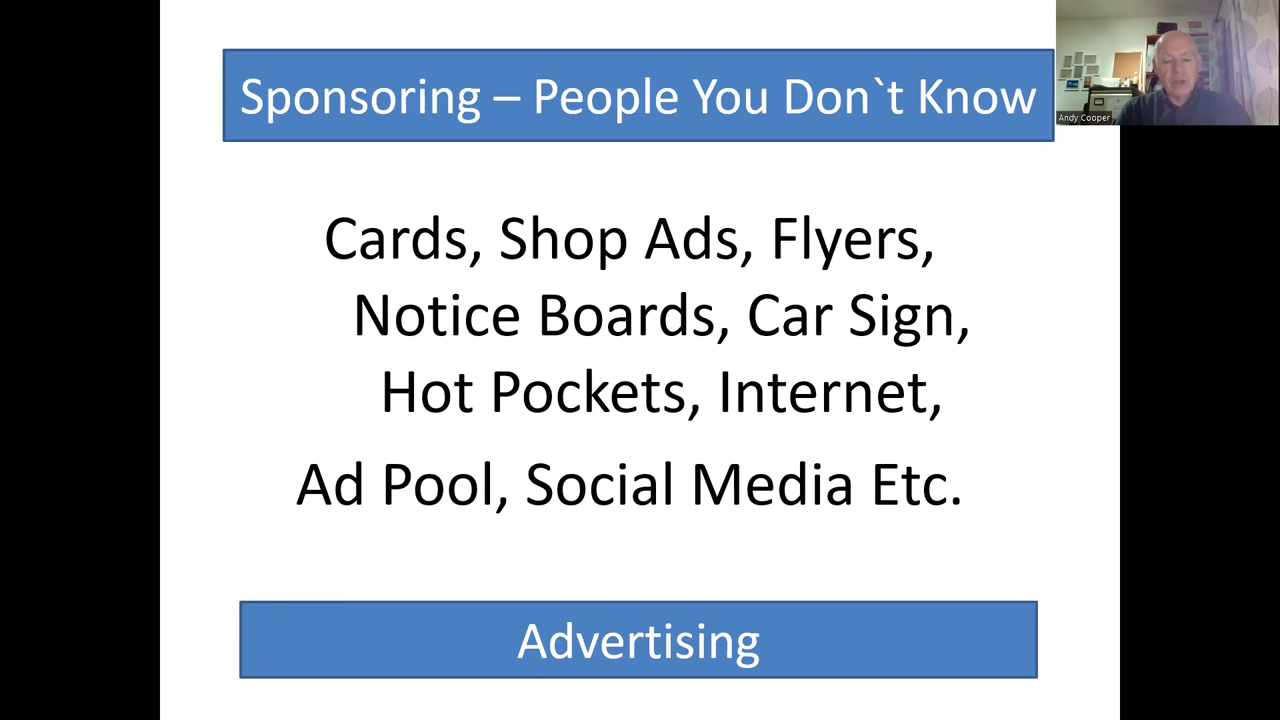 Sponsoring – People You Don`t Know
Andy Cooper
Cards, Shop Ads, Flyers,
Notice Boards, Car Sign,
Hot Pockets, Internet,
Ad Pool, Social Media Etc.
Advertising